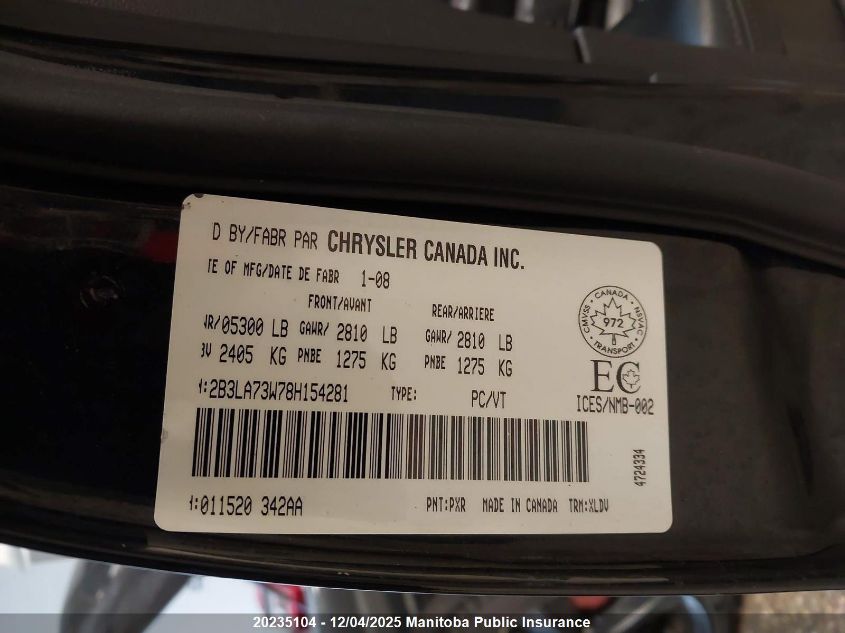 D BY/FABR PAR CHRYSLER CANADA INC.
TE OF MFG/DATE DE FABR 1-08
FRONT/AVANT REAR/ARRIERE
WR/05300 LB GAWR/ 2810 LB GAWR/ 2810 LB
BV 2405 KG PNBE 1275 KG PNBE 1275 KG
:2B3LA73W78H154281 TYPE: PC/VT
CANADA
CMVSS NSVAC
972
TRANSPORT
EC
ICES/NMB-002
4724334
:011520 342AA PNT:PXR MADE IN CANADA TRM:XLDV
20235104 - 12/04/2025 Manitoba Public Insurance